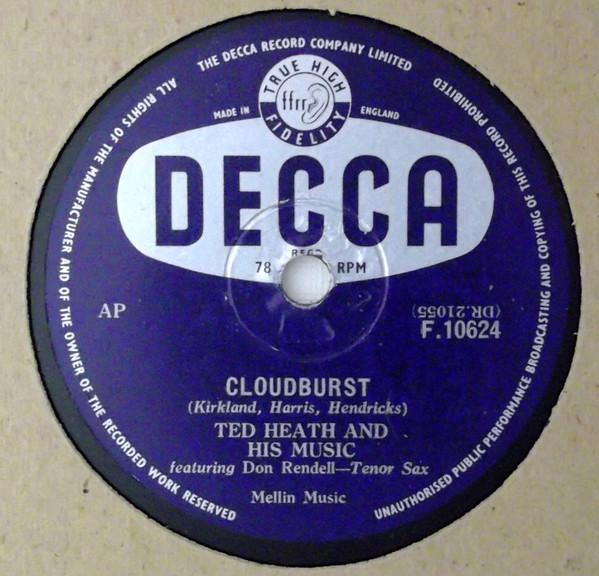 ALL RIGHTS OF THE MANUFACTURER AND OF THE OWNER OF THE RECORDED WORK RESERVED
THE DECCA RECORD COMPANY LIMITED
UNAUTHORISED PUBLIC PERFORMANCE BROADCASTING AND COPYING OF THIS RECORD PROHIBITED
TRUE HIGH
ffrr
FIDELITY
MADE IN ENGLAND
DECCA
REGD
78 RPM
AP
(DR.21055)
F.10624
CLOUDBURST
(Kirkland, Harris, Hendricks)
TED HEATH AND
HIS MUSIC
featuring Don Rendell—Tenor Sax
Mellin Music